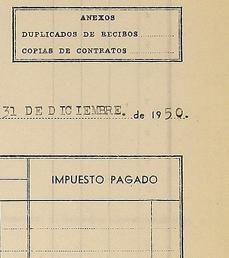 ANEXOS
DUPLICADOS DE RECIBOS
COPIAS DE CONTRATOS
31 DE DICIEMBRE. de 1950.-
IMPUESTO PAGADO